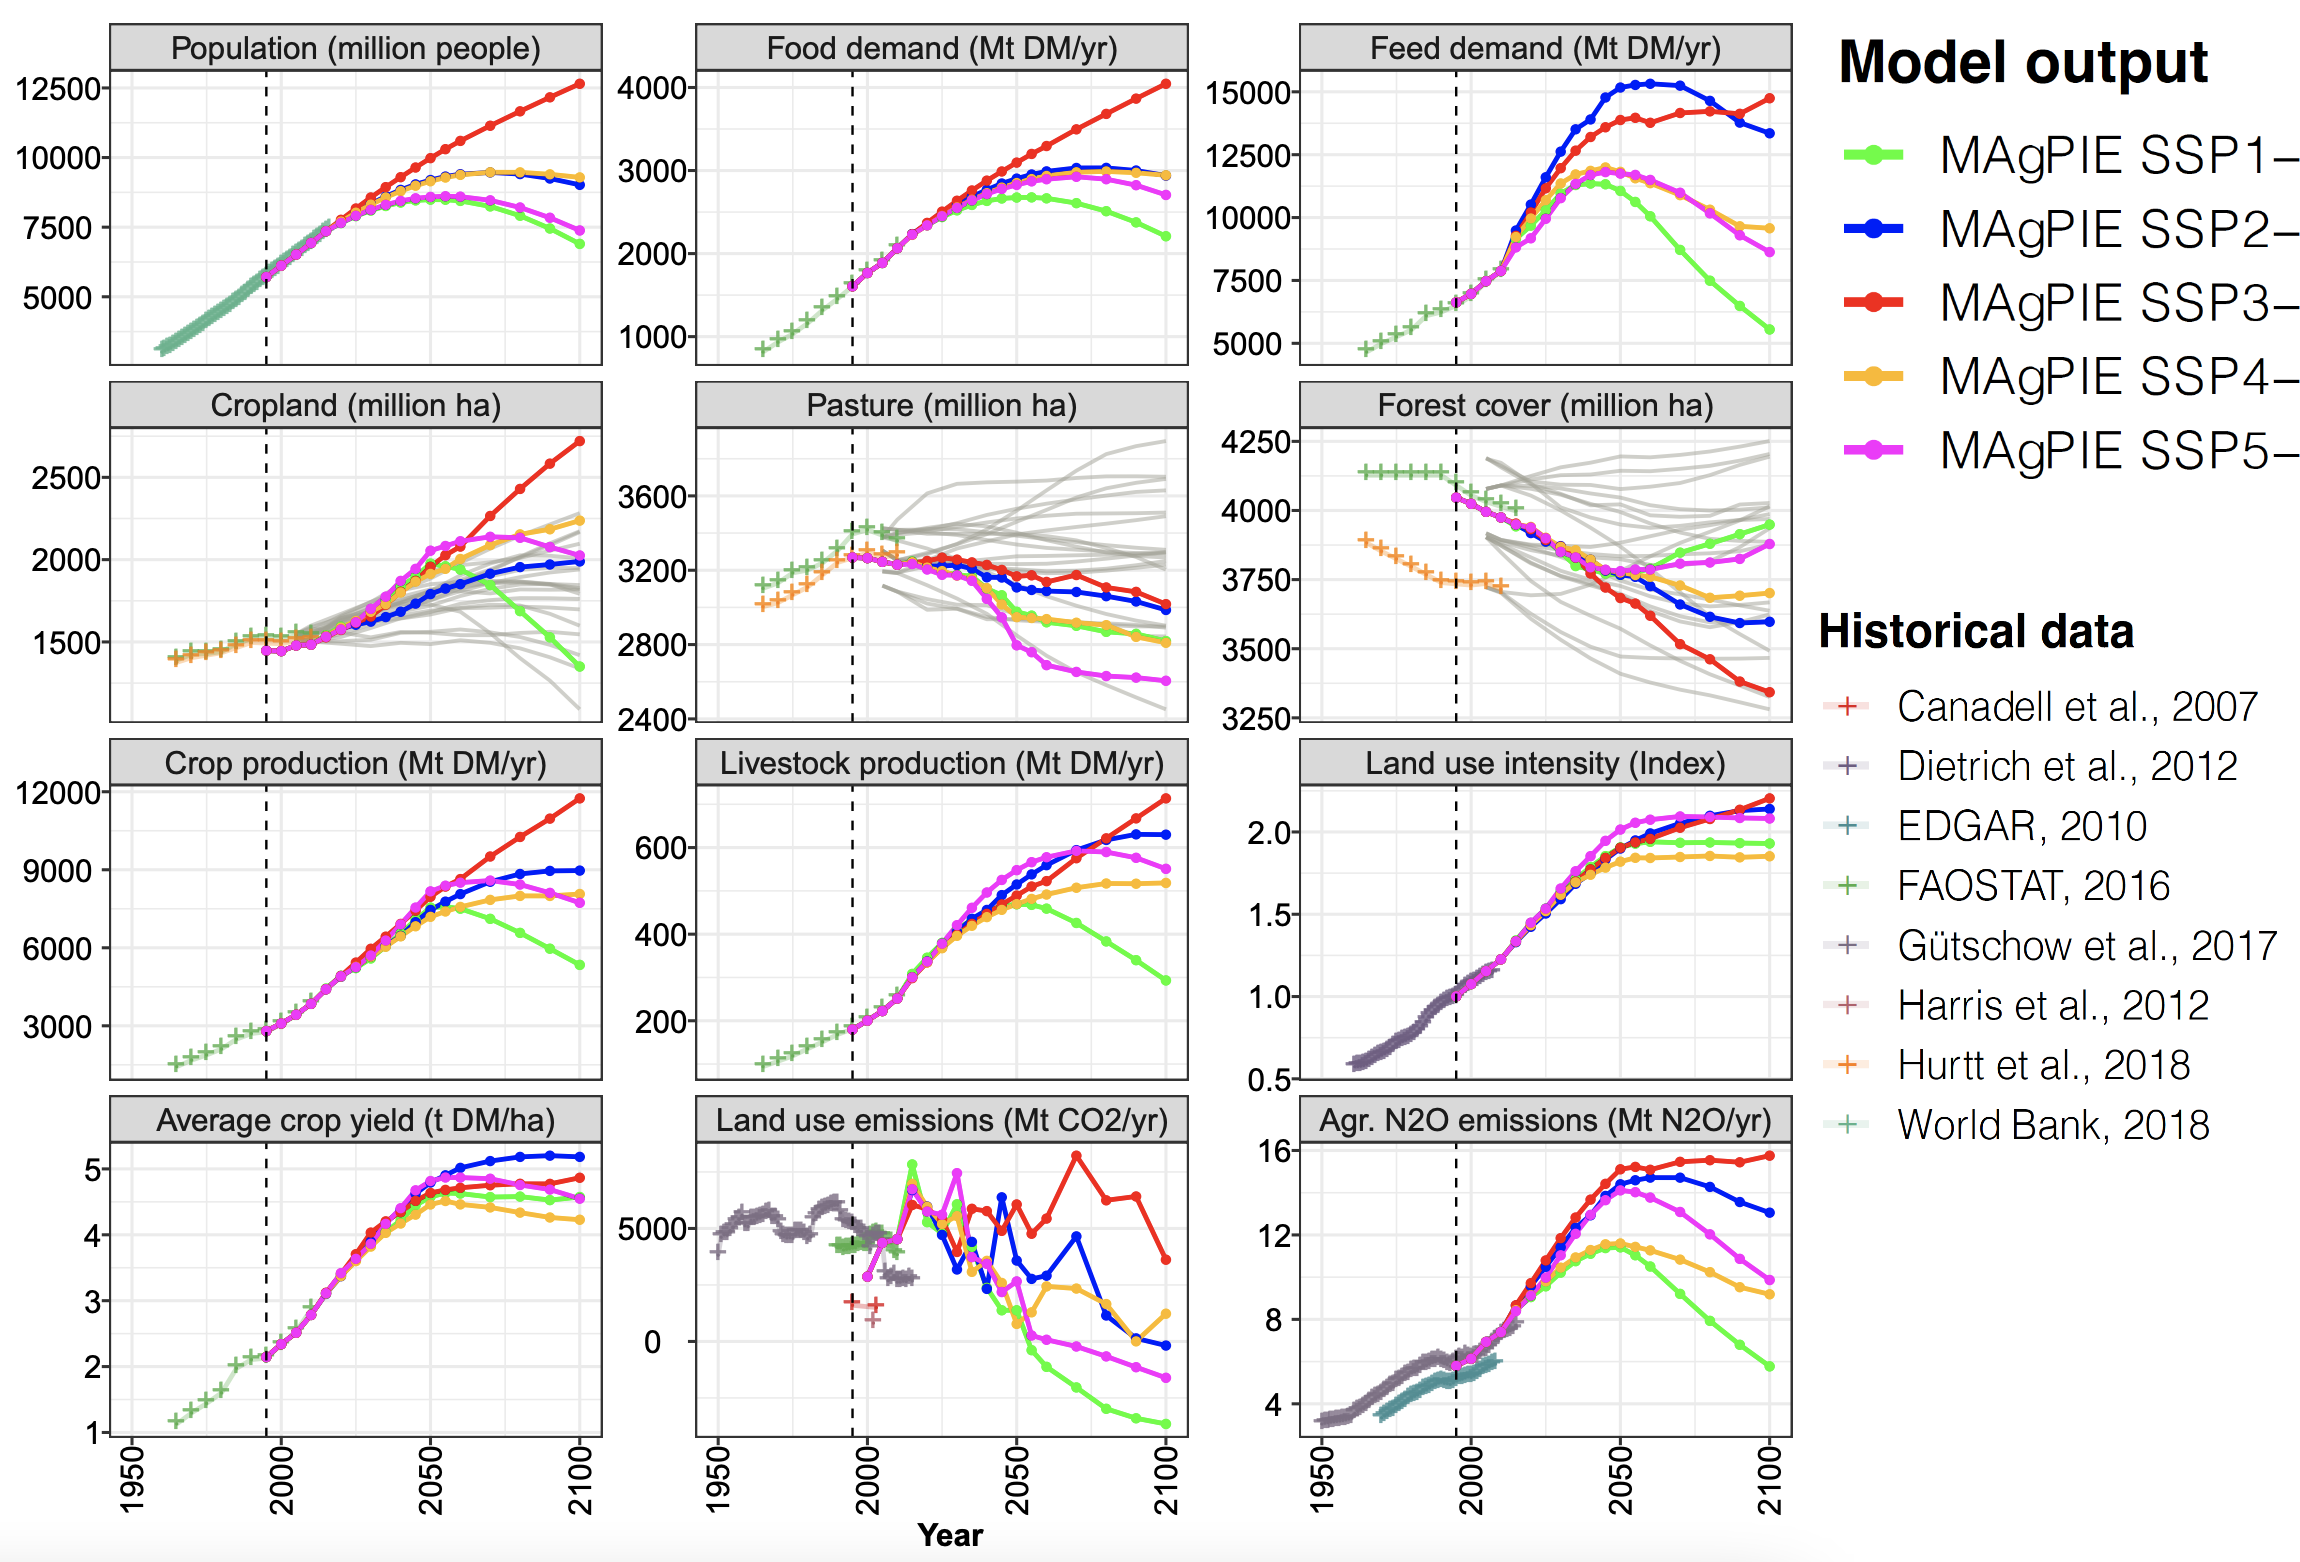 Population (million people)
12500
10000
7500
5000
Food demand (Mt DM/yr)
4000
3000
2000
1000
Feed demand (Mt DM/yr)
15000
12500
10000
7500
5000
Cropland (million ha)
2500
2000
1500
Pasture (million ha)
3600
3200
2800
2400
Forest cover (million ha)
4250
4000
3750
3500
3250
Crop production (Mt DM/yr)
12000
9000
6000
3000
Livestock production (Mt DM/yr)
600
400
200
Land use intensity (Index)
2.0
1.5
1.0
0.5
Average crop yield (t DM/ha)
5
4
3
2
1
1950
2000
2050
2100
Land use emissions (Mt CO2/yr)
5000
0
1950
2000
2050
2100
Agr. N2O emissions (Mt N2O/yr)
16
12
8
4
1950
2000
2050
2100
Year
Model output
MAgPIE SSP1–
MAgPIE SSP2–
MAgPIE SSP3–
MAgPIE SSP4–
MAgPIE SSP5–
Historical data
Canadell et al., 2007
Dietrich et al., 2012
EDGAR, 2010
FAOSTAT, 2016
Gütschow et al., 2017
Harris et al., 2012
Hurtt et al., 2018
World Bank, 2018